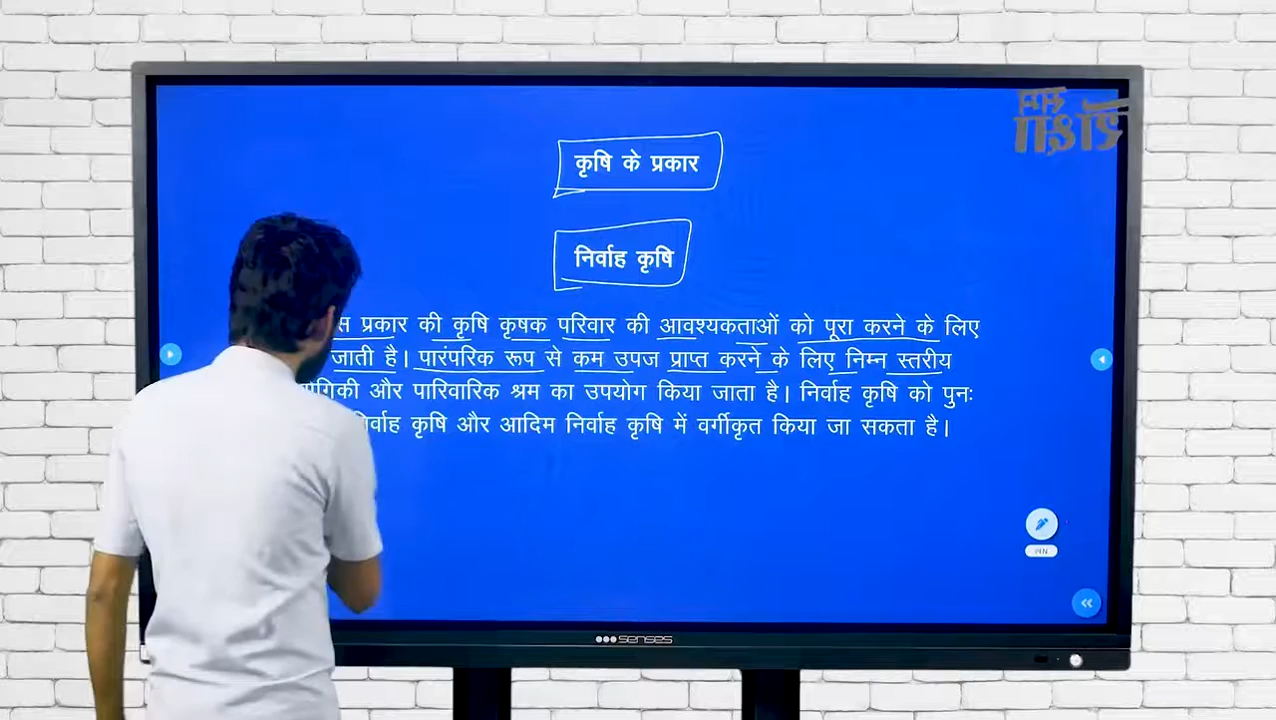 कृषि के प्रकार
निर्वाह कृषि
प्रकार की कृषि कृषक परिवार की आवश्यकताओं को पूरा करने के लिए
जाती है। पारंपरिक रूप से कम उपज प्राप्त करने के लिए निम्न स्तरीय
और पारिवारिक श्रम का उपयोग किया जाता है। निर्वाह कृषि को पुनः
कृषि और आदिम निर्वाह कृषि में वर्गीकृत किया जा सकता है।
PEN
senses